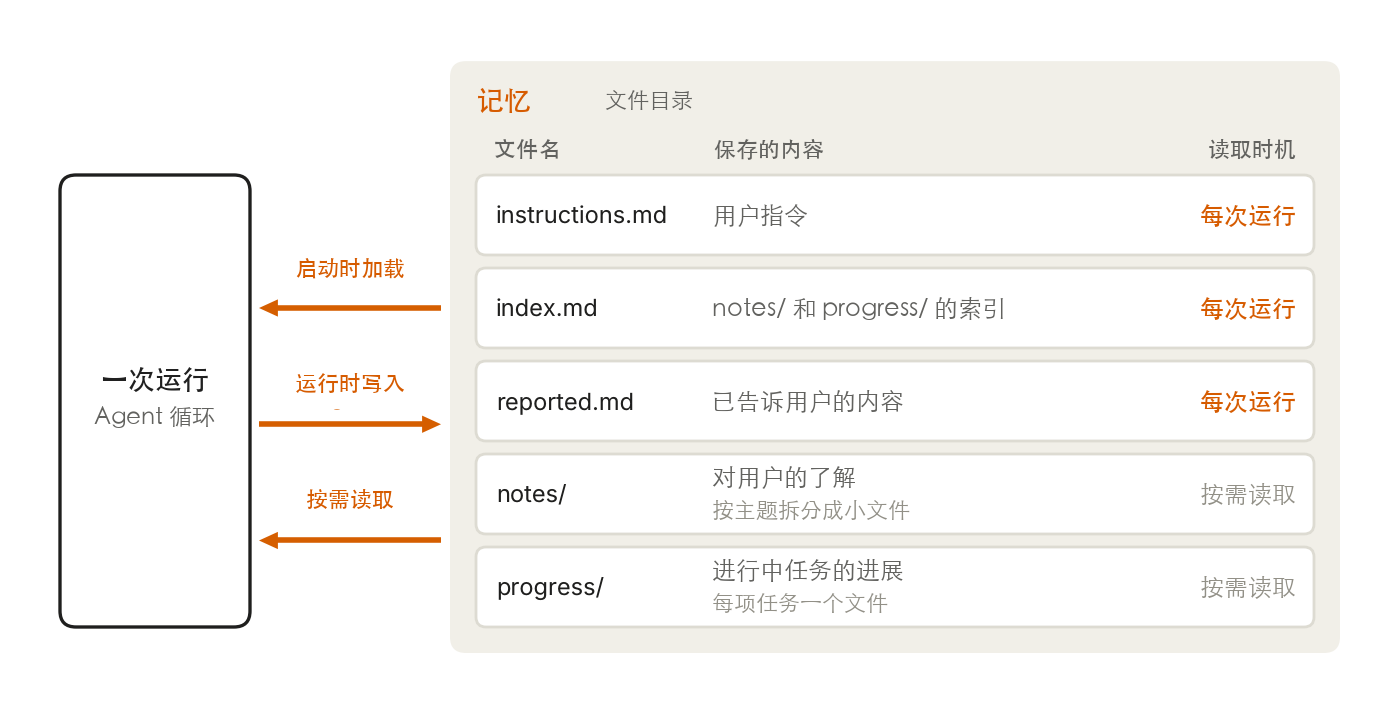 记忆 文件目录
文件名 保存的内容 读取时机
instructions.md 用户指令 每次运行
index.md notes/ 和 progress/ 的索引 每次运行
reported.md 已告诉用户的内容 每次运行
notes/ 对用户的了解 按需读取
按主题拆分成小文件
progress/ 进行中任务的进展 按需读取
每项任务一个文件
启动时加载
运行时写入
按需读取
一次运行
Agent 循环